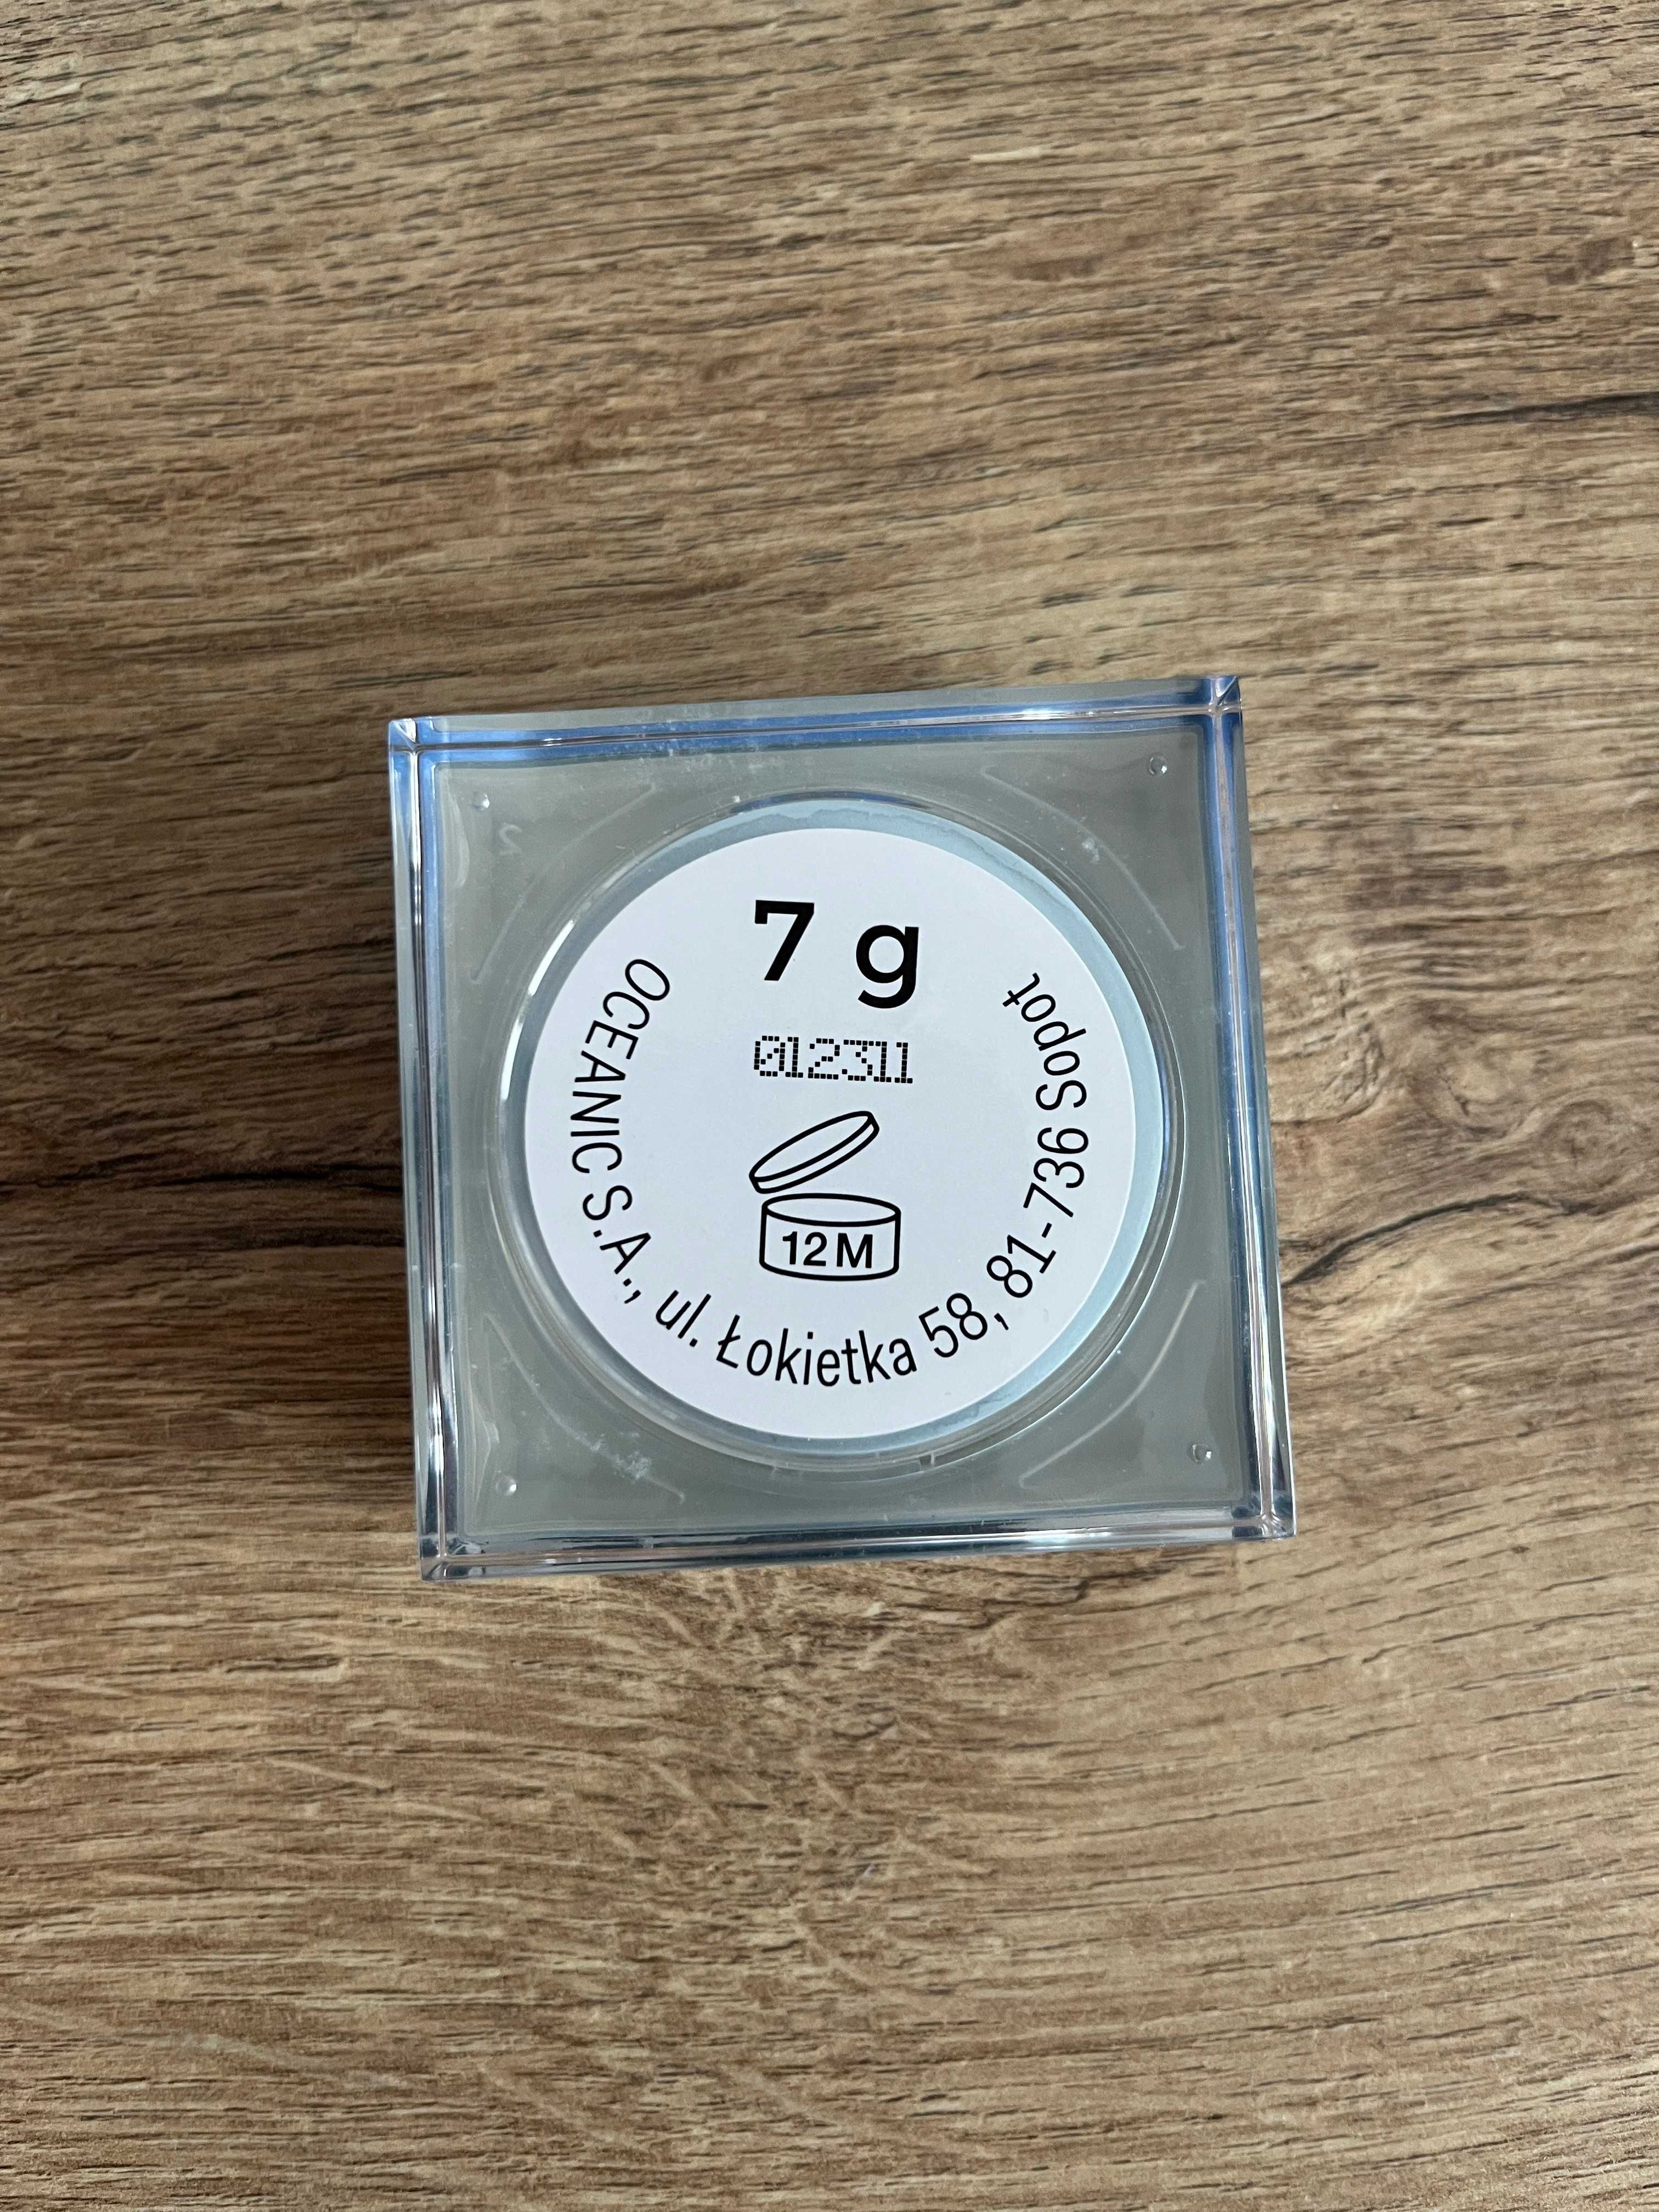 7 g
012311
12M
OCEANIC S.A., ul. Łokietka 58, 81-736 Sopot